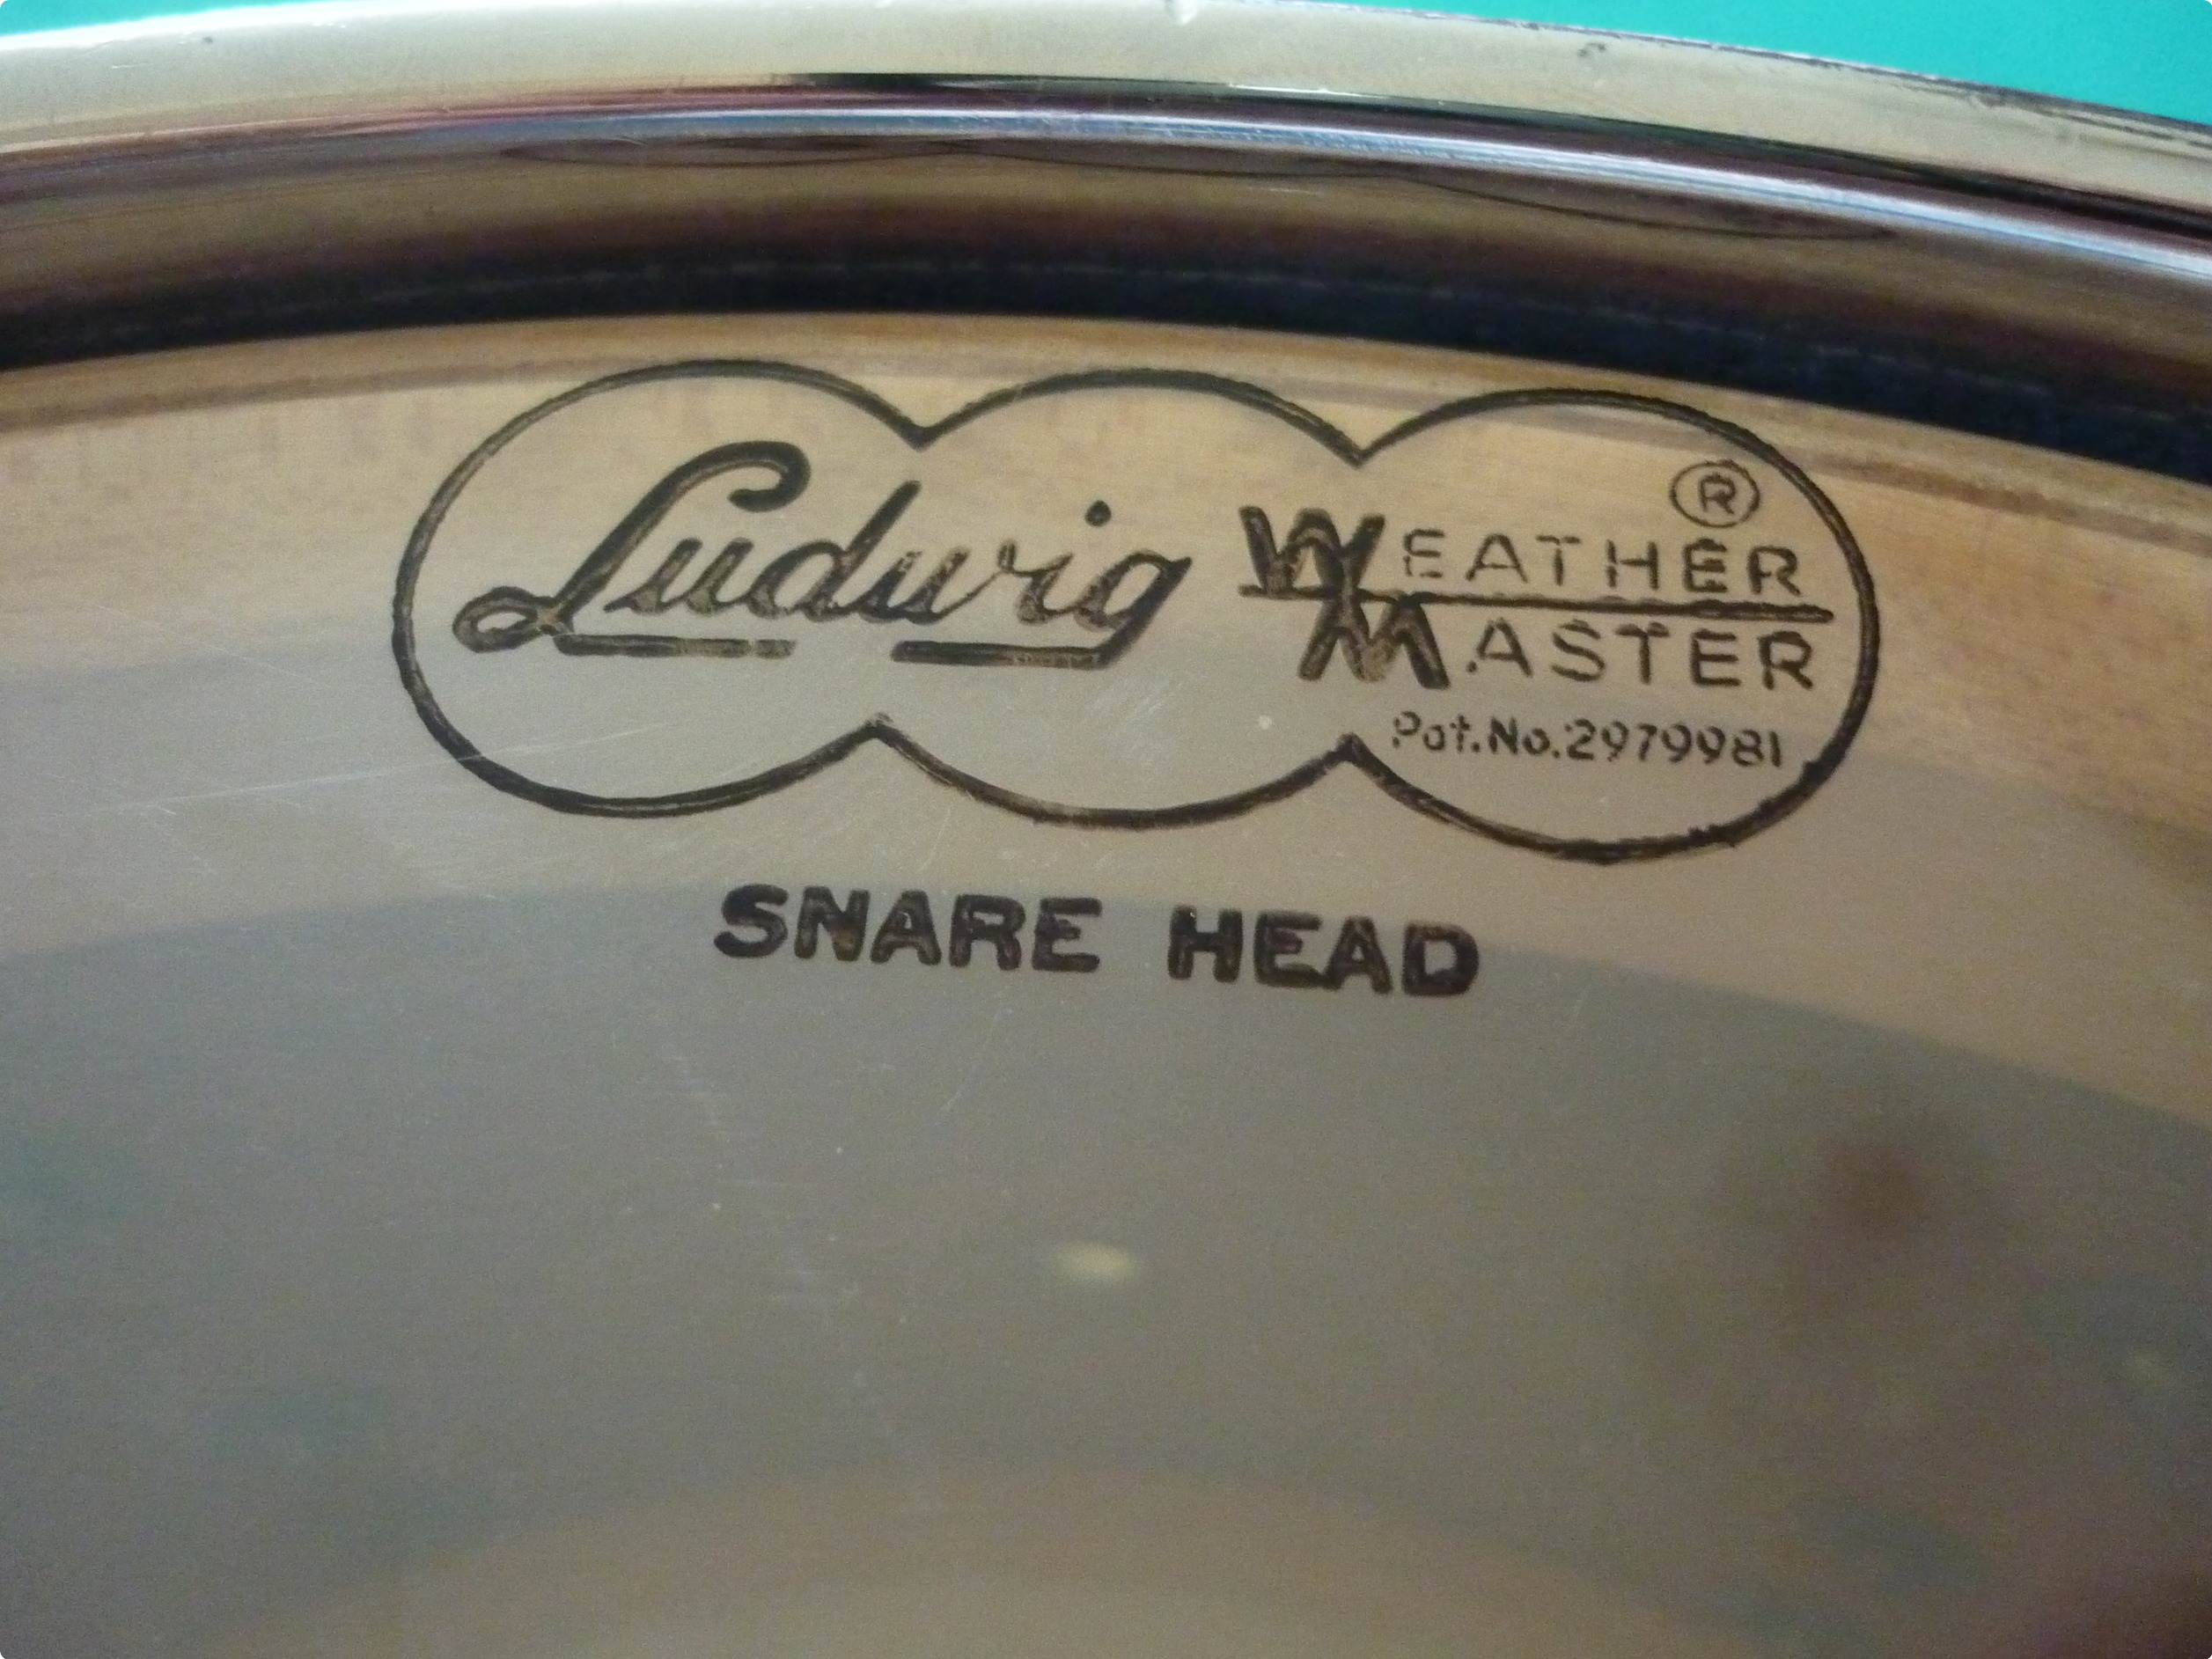 Ludwig WEATHER MASTER ®
Pat.No.2979981
SNARE HEAD